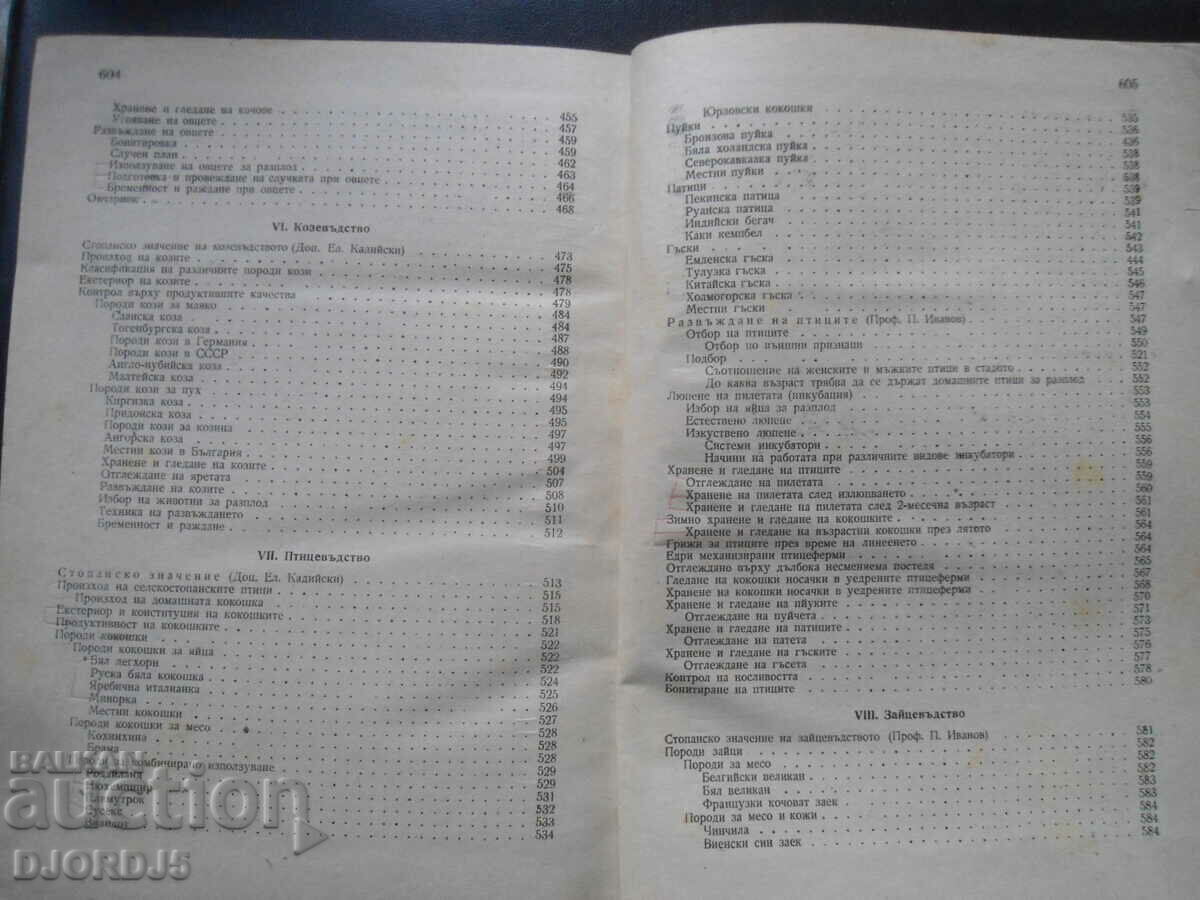 604
Хранене и гледане на кочове 455
Угояване на овцете 457
Развъждане на овцете 459
Бонитировка 459
Случен план 462
Използуване на овцете за разплод 463
Подготовка и провеждане на случката при овцете 464
Бременност и раждане при овцете 466
Овчарник 468
VI. Козевъдство
Стопанско значение на козевъдството (Доц. Ел. Кадийски) 473
Произход на козите 475
Класификация на различните породи кози 478
Екстериор на козите 478
Контрол върху продуктивните качества 479
Породи кози за мляко 484
Саанска коза 484
Тогенбургска коза 487
Породи кози в Германия 488
Породи кози в СССР 490
Англо-нубийска коза 492
Малтейска коза 494
Породи кози за пух 494
Киргизка коза 495
Придонска коза 495
Породи кози за козина 497
Ангорска коза 497
Местни кози в България 499
Хранене и гледане на козите 504
Отглеждане на яретата 507
Развъждане на козите 508
Избор на животни за разплод 510
Техника на развъждането 511
Бременност и раждане 512
VII. Птицевъдство
Стопанско значение (Доц. Ел. Кадийски) 513
Произход на селскостопанските птици 515
Произход на домашната кокошка 515
Екстериор и конституция на кокошките 518
Продуктивност на кокошките 521
Породи кокошки 522
Породи кокошки за яйца 522
Бял легхорн 522
Руска бяла кокошка 524
Яребична италианка 525
Минорка 527
Местни кокошки 528
Породи кокошки за месо 528
Кохинхина 528
Брама 529
за комбинирано използуване 529
Родайланд 531
Нюхемпшир 532
Плимутрок 533
Съсекс 534
Виандот
605
Юрзовски кокошки 535
Пуйки 536
Бронзова пуйка 436
Бяла холандска пуйка 538
Северокавказка пуйка 538
Местни пуйки 538
Патици 539
Пекинска патица 539
Руанска патица 541
Индийски бегач 541
Каки кемпбел 542
Гъски 543
Емденска гъска 444
Тулузка гъска 545
Китайска гъска 546
Холмогорска гъска 547
Местни гъски 547
Развъждане на птиците (Проф. П. Иванов) 547
Отбор на птиците 549
Отбор по външни признаци 550
Подбор 521
Съотношение на женските и мъжките птици в стадото 552
До каква възраст трябва да се държат домашните птици за разплод 552
Люпене на пилетата (инкубация) 553
Избор на яйца за разплод 553
Естествено люпене 554
Изкуствено люпене 555
Системи инкубатори 556
Начини на работата при различните видове инкубатори 556
Хранене и гледане на птиците 559
Отглеждане на пилетата 559
Хранене на пилетата след излюпването 560
Хранене и гледане на пилетата след 2-месечна възраст 561
Зимно хранене и гледане на кокошките 561
Хранене и гледане на възрастни кокошки през лятото 564
Грижи за птиците през време на линеенето 564
Едри механизирани птицеферми 565
Отглеждано върху дълбока несменяема постеля 567
Гледане на кокошки носачки в уедрените птицеферми 568
Хранене на кокошки носачки в уедрените птицеферми 570
Хранене и гледане на пуйките 571
Отглеждане на пуйчета 573
Хранене и гледане на патиците 575
Отглеждане на патета 576
Хранене и гледане на гъските 577
Отглеждане на гъсета 578
Контрол на носливостта 580
Бонитиране на птиците
VIII. Зайцевъдство
Стопанско значение на зайцевъдството (Проф. П. Иванов) 581
Породи зайци 582
Породи за месо 582
Белгийски великан 582
Бял великан 583
Французки кочоват заек 583
Породи за месо и кожи 584
Чинчила 584
Виенски син заек
БАЛКАН
auction
DJORDJ5